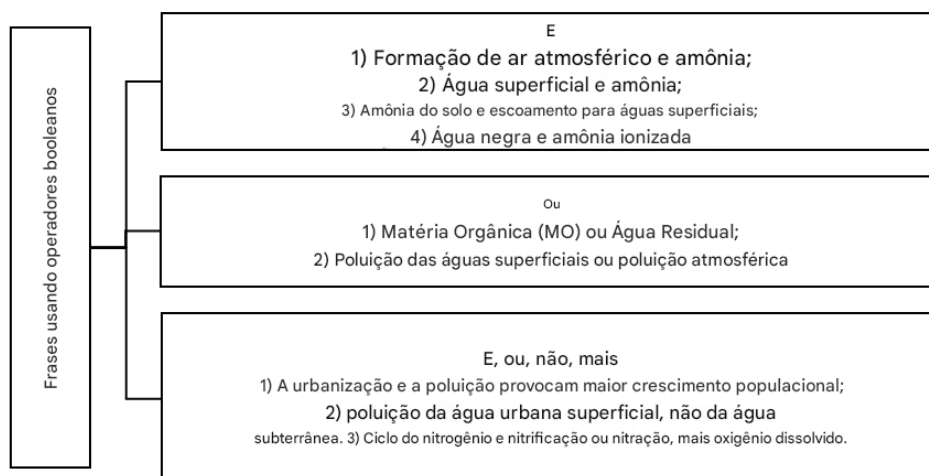 Frases usando operadores booleanos
E
1) Formação de ar atmosférico e amônia;
2) Água superficial e amônia;
3) Amônia do solo e escoamento para águas superficiais;
4) Água negra e amônia ionizada
Ou
1) Matéria Orgânica (MO) ou Água Residual;
2) Poluição das águas superficiais ou poluição atmosférica
E, ou, não, mais
1) A urbanização e a poluição provocam maior crescimento populacional;
2) poluição da água urbana superficial, não da água
subterrânea. 3) Ciclo do nitrogênio e nitrificação ou nitração, mais oxigênio dissolvido.